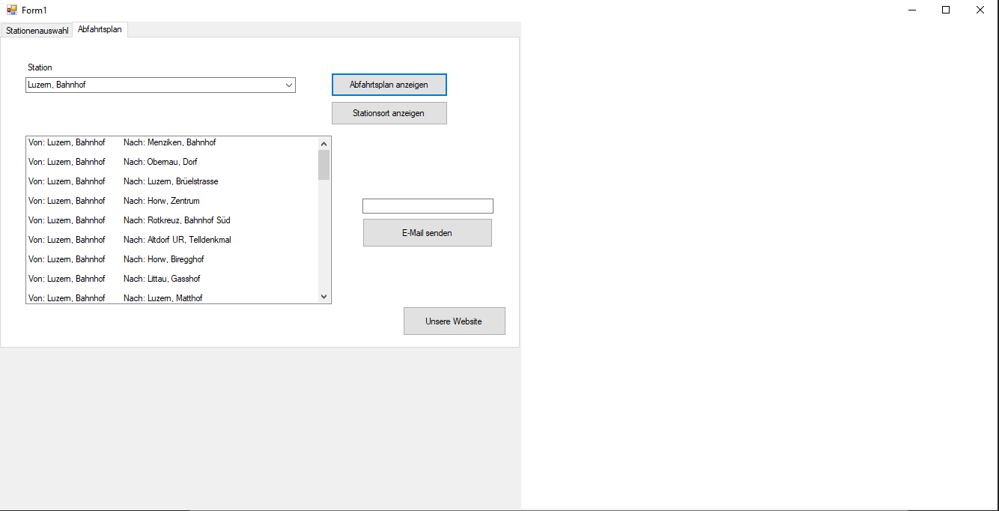 Form1
Stationenauswahl Abfahrtsplan
Station
Luzern, Bahnhof
Abfahrtsplan anzeigen
Stationsort anzeigen
Von: Luzern, Bahnhof Nach: Menziken, Bahnhof
Von: Luzern, Bahnhof Nach: Obernau, Dorf
Von: Luzern, Bahnhof Nach: Luzern, Brüelstrasse
Von: Luzern, Bahnhof Nach: Horw, Zentrum
Von: Luzern, Bahnhof Nach: Rotkreuz, Bahnhof Süd
Von: Luzern, Bahnhof Nach: Altdorf UR, Telldenkmal
Von: Luzern, Bahnhof Nach: Horw, Biregghof
Von: Luzern, Bahnhof Nach: Littau, Gasshof
Von: Luzern, Bahnhof Nach: Luzern, Matthof
E-Mail senden
Unsere Website